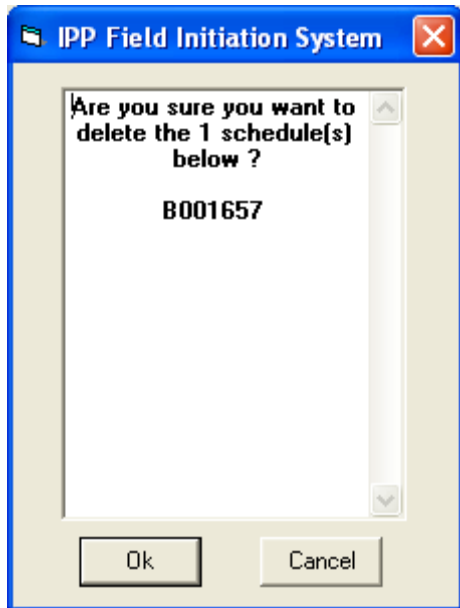 IPP Field Initiation System
Are you sure you want to
delete the 1 schedule(s)
below ?
B001657
Ok
Cancel